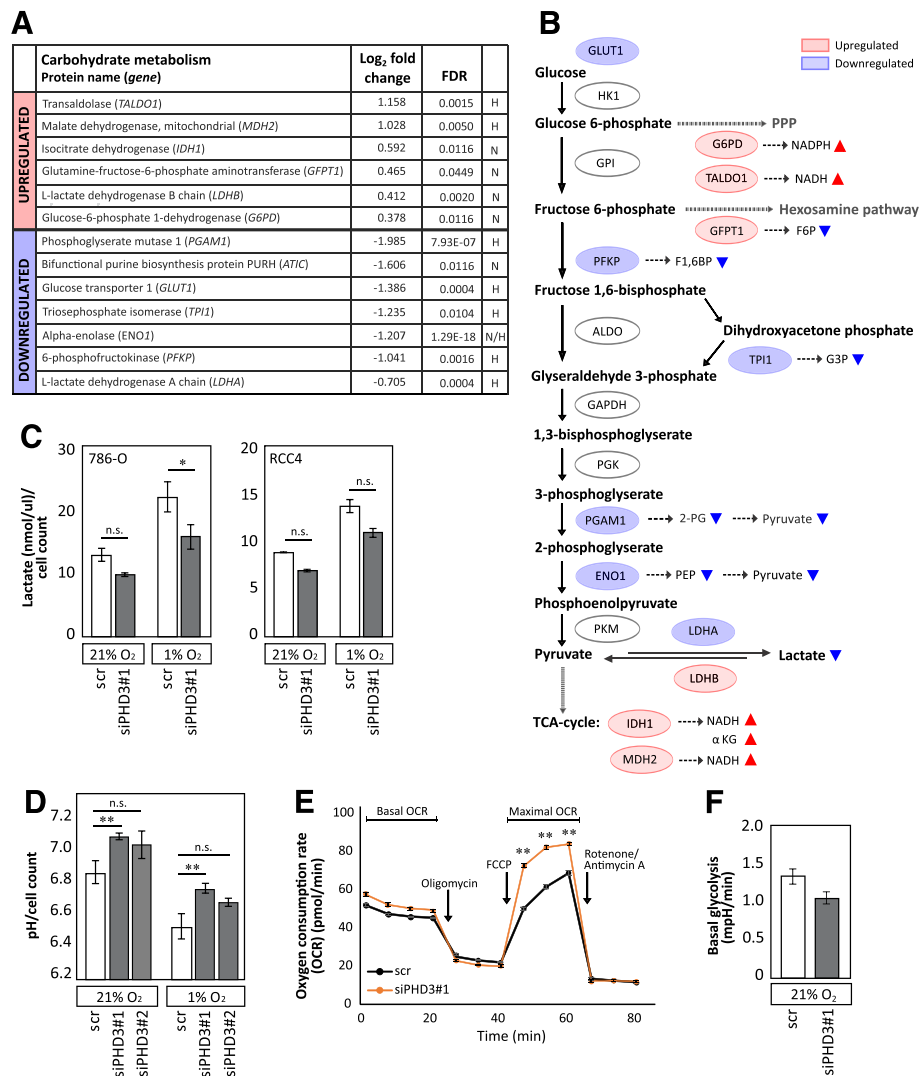 A
Carbohydrate metabolism
Protein name (gene)
Log2 fold change
FDR
UPREGULATED
Transaldolase (TALDO1) 1.158 0.0015 H
Malate dehydrogenase, mitochondrial (MDH2) 1.028 0.0050 H
Isocitrate dehydrogenase (IDH1) 0.592 0.0116 N
Glutamine-fructose-6-phosphate aminotransferase (GFPT1) 0.465 0.0449 N
L-lactate dehydrogenase B chain (LDHB) 0.412 0.0020 N
Glucose-6-phosphate 1-dehydrogenase (G6PD) 0.378 0.0116 N
DOWNREGULATED
Phosphoglyserate mutase 1 (PGAM1) -1.985 7.93E-07 H
Bifunctional purine biosynthesis protein PURH (ATIC) -1.606 0.0116 N
Glucose transporter 1 (GLUT1) -1.386 0.0004 H
Triosephosphate isomerase (TPI1) -1.235 0.0104 H
Alpha-enolase (ENO1) -1.207 1.29E-18 N/H
6-phosphofructokinase (PFKP) -1.041 0.0016 H
L-lactate dehydrogenase A chain (LDHA) -0.705 0.0004 H
B
Upregulated
Downregulated
GLUT1
Glucose
HK1
Glucose 6-phosphate PPP
G6PD NADPH
GPI
TALDO1 NADH
Fructose 6-phosphate Hexosamine pathway
GFPT1 F6P
PFKP F1,6BP
Fructose 1,6-bisphosphate
ALDO
Dihydroxyacetone phosphate
TPI1 G3P
Glyseraldehyde 3-phosphate
GAPDH
1,3-bisphosphoglyserate
PGK
3-phosphoglyserate
PGAM1 2-PG Pyruvate
2-phosphoglyserate
ENO1 PEP Pyruvate
Phosphoenolpyruvate
PKM
LDHA
Pyruvate Lactate
LDHB
TCA-cycle:
IDH1 NADH
α KG
MDH2 NADH
C
Lactate (nmol/ul)/
cell count
30
20
10
0
786-O
n.s.
*
21% O2 1% O2
scr
siPHD3#1
scr
siPHD3#1
20
15
10
5
0
RCC4
n.s.
n.s.
21% O2 1% O2
scr
siPHD3#1
scr
siPHD3#1
D
pH/cell count
7.2
7.0
6.8
6.6
6.4
6.2
n.s.
**
n.s.
**
21% O2 1% O2
scr
siPHD3#1
siPHD3#2
scr
siPHD3#1
siPHD3#2
E
Oxygen consumption rate
(OCR) (pmol/min)
100
80
60
40
20
0
Basal OCR
Maximal OCR
** ** **
Oligomycin
FCCP
Rotenone/
Antimycin A
scr
siPHD3#1
0 20 40 60 80
Time (min)
F
Basal glycolysis
(mpH/min)
2.0
1.5
1.0
0.5
0
21% O2
scr
siPHD3#1